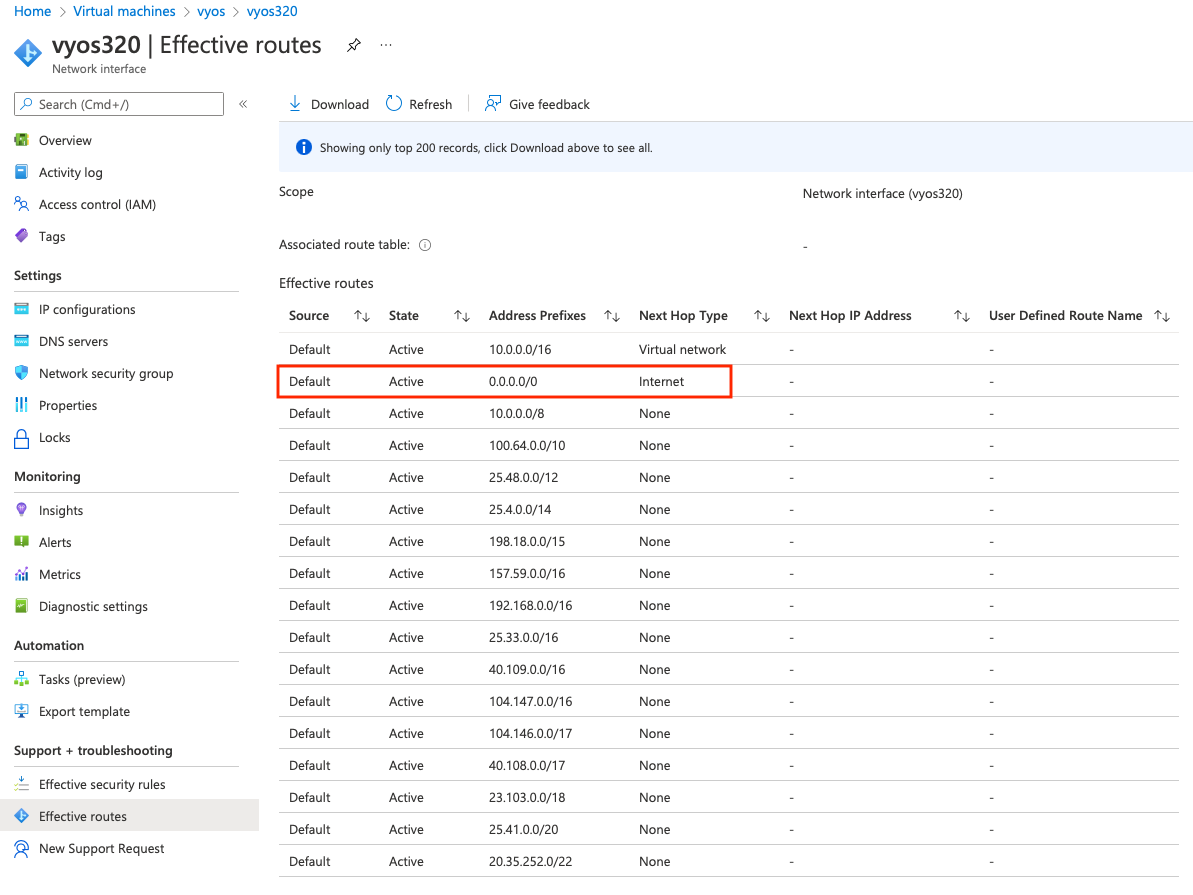 Home > Virtual machines > vyos > vyos320
vyos320 | Effective routes ...
Network interface
Search (Cmd+/) «
Overview
Activity log
Access control (IAM)
Tags
Settings
IP configurations
DNS servers
Network security group
Properties
Locks
Monitoring
Insights
Alerts
Metrics
Diagnostic settings
Automation
Tasks (preview)
Export template
Support + troubleshooting
Effective security rules
Effective routes
New Support Request
Download Refresh Give feedback
Showing only top 200 records, click Download above to see all.
Scope Network interface (vyos320)
Associated route table: -
Effective routes
Source State Address Prefixes Next Hop Type Next Hop IP Address User Defined Route Name
Default Active 10.0.0.0/16 Virtual network - -
Default Active 0.0.0.0/0 Internet - -
Default Active 10.0.0.0/8 None - -
Default Active 100.64.0.0/10 None - -
Default Active 25.48.0.0/12 None - -
Default Active 25.4.0.0/14 None - -
Default Active 198.18.0.0/15 None - -
Default Active 157.59.0.0/16 None - -
Default Active 192.168.0.0/16 None - -
Default Active 25.33.0.0/16 None - -
Default Active 40.109.0.0/16 None - -
Default Active 104.147.0.0/16 None - -
Default Active 104.146.0.0/17 None - -
Default Active 40.108.0.0/17 None - -
Default Active 23.103.0.0/18 None - -
Default Active 25.41.0.0/20 None - -
Default Active 20.35.252.0/22 None - -